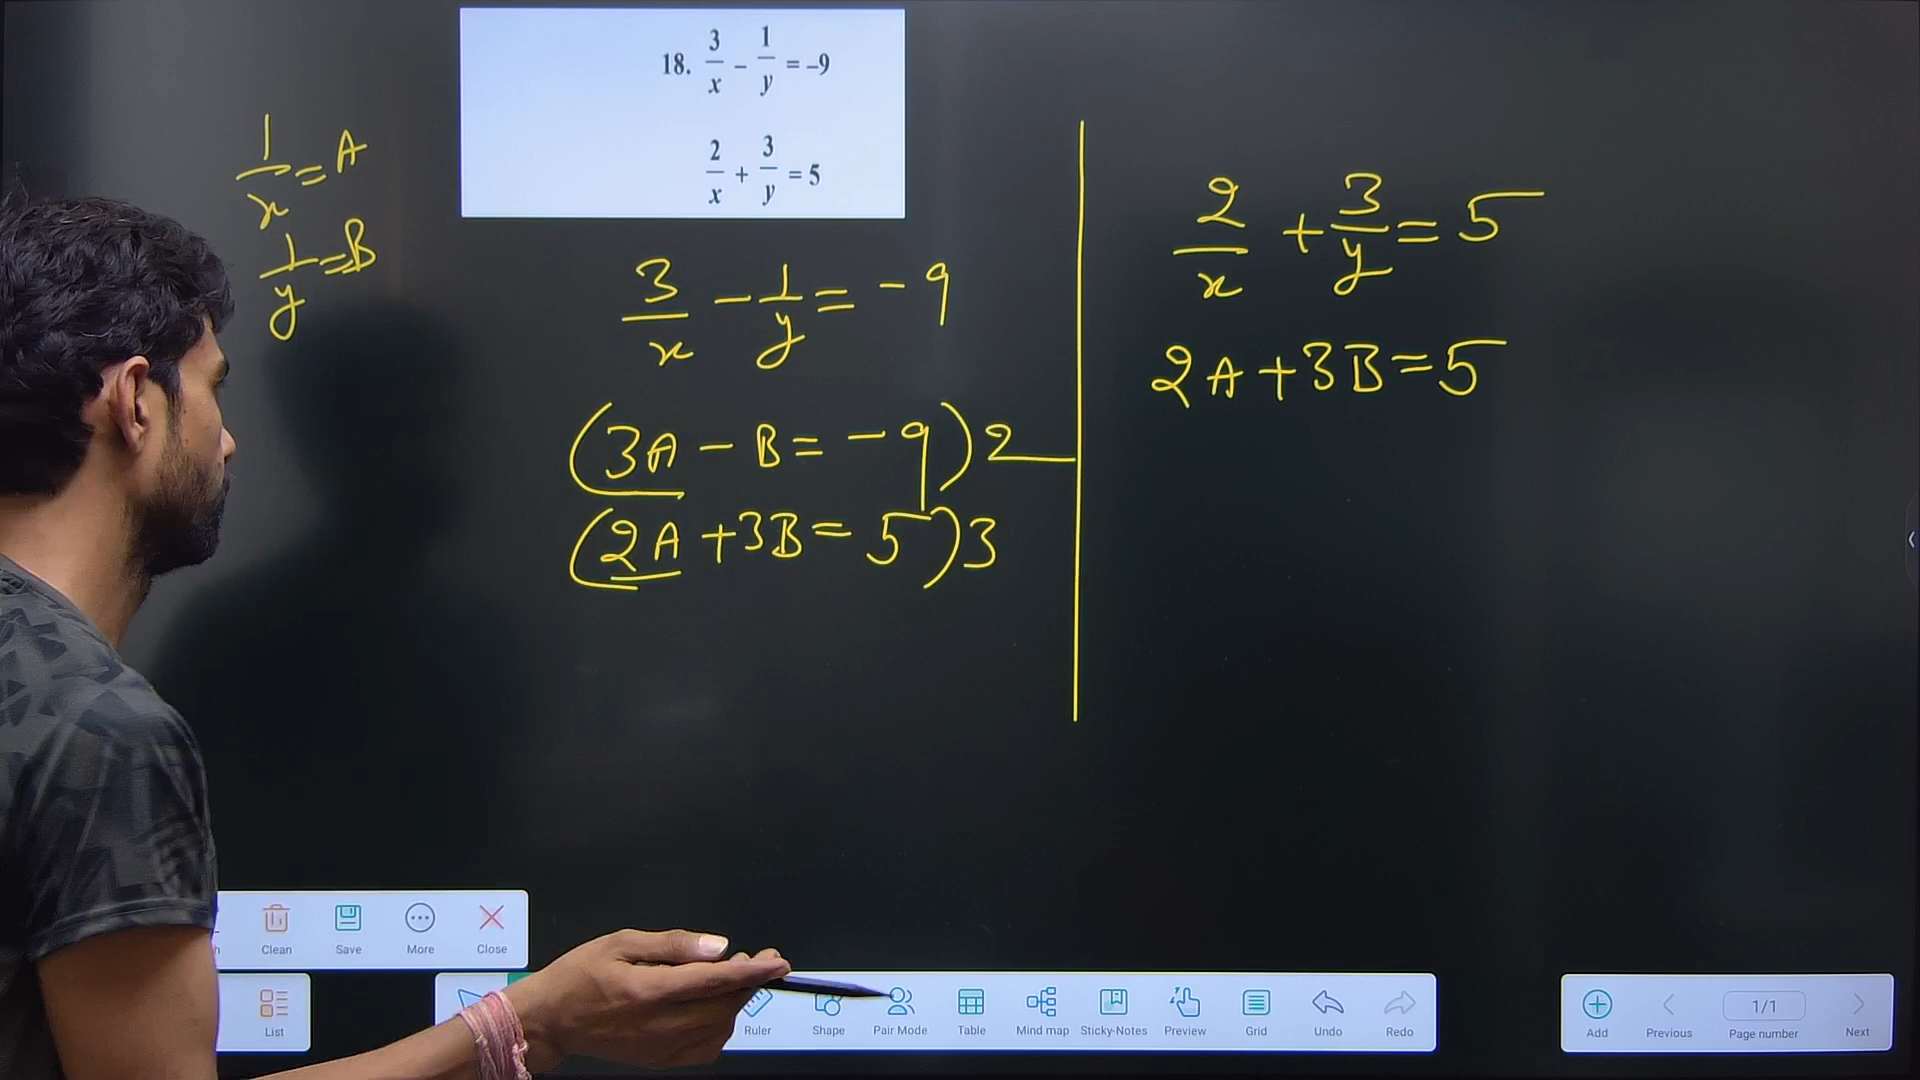 18. 3/x - 1/y = -9
2/x + 3/y = 5
1/x = A
1/y = B
3/x - 1/y = -9
(3A - B = -9)2
(2A + 3B = 5)3
2/x + 3/y = 5
2A + 3B = 5
Clean Save More Close
List
Ruler Shape Pair Mode Table Mind map Sticky-Notes Preview Grid Undo Redo
Add Previous 1/1 Page number Next